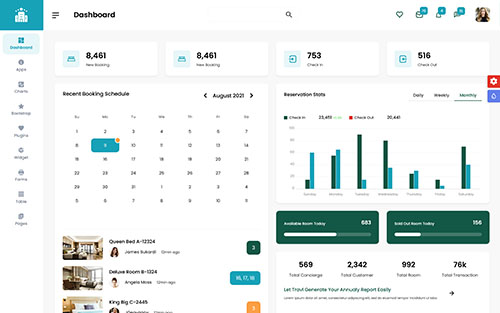 Dashboard
Dashboard
Apps
Charts
Bootstrap
Plugins
Widget
Forms
Table
Pages
8,461
New Booking
8,461
New Booking
753
Check In
516
Check Out
Recent Booking Schedule
August 2021
Su Mo Tu We Th Fr Sa
1 2 3 4 5 6 7
8 9 10 11 12 13 14
15 16 17 18 19 20 21
22 23 24 25 26 27 28
29 30 31 1 2 3 4
5 6 7 8 9 10 11
Queen Bed A-12324
James Sukardi 12min ago
3
Deluxe Room B-1324
Angela Moss 12min ago
16, 17, 18
King Big C-2445
12min ago
Reservation Stats
Daily Weekly Monthly
Check In 23,451 Check Out 20,441
Sunday Monday Tuesday Wednesday Thursday Friday Saturday
Available Room Today 683
Sold Out Room Today 156
569
Total Concierge
2,342
Total Customer
992
Total Room
76k
Total Transaction
Let Travl Generate Your Annualy Report Easily